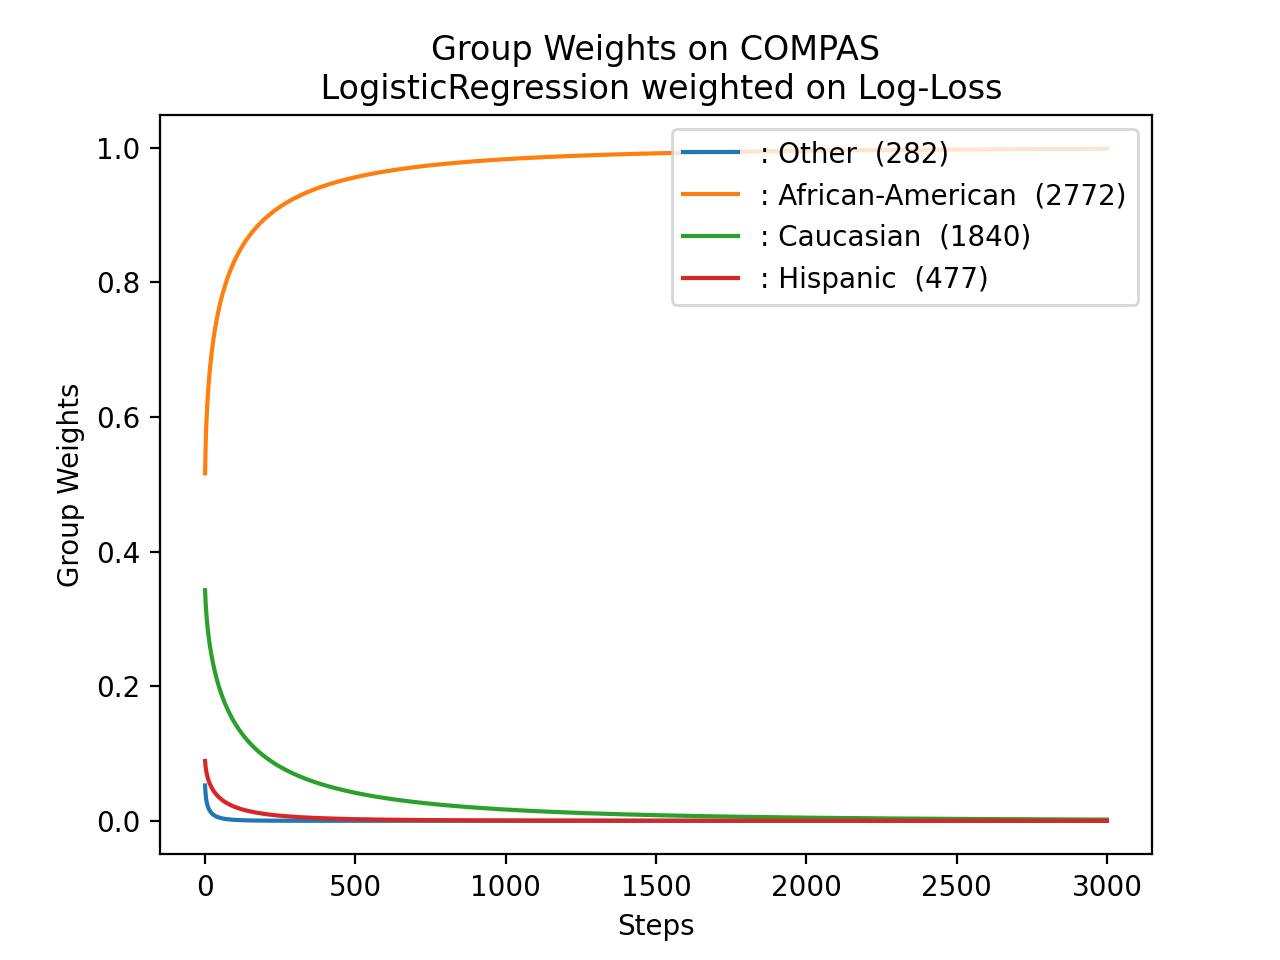 Group Weights on COMPAS
LogisticRegression weighted on Log-Loss
: Other (282)
: African-American (2772)
: Caucasian (1840)
: Hispanic (477)
Group Weights
1.0
0.8
0.6
0.4
0.2
0.0
0 500 1000 1500 2000 2500 3000
Steps